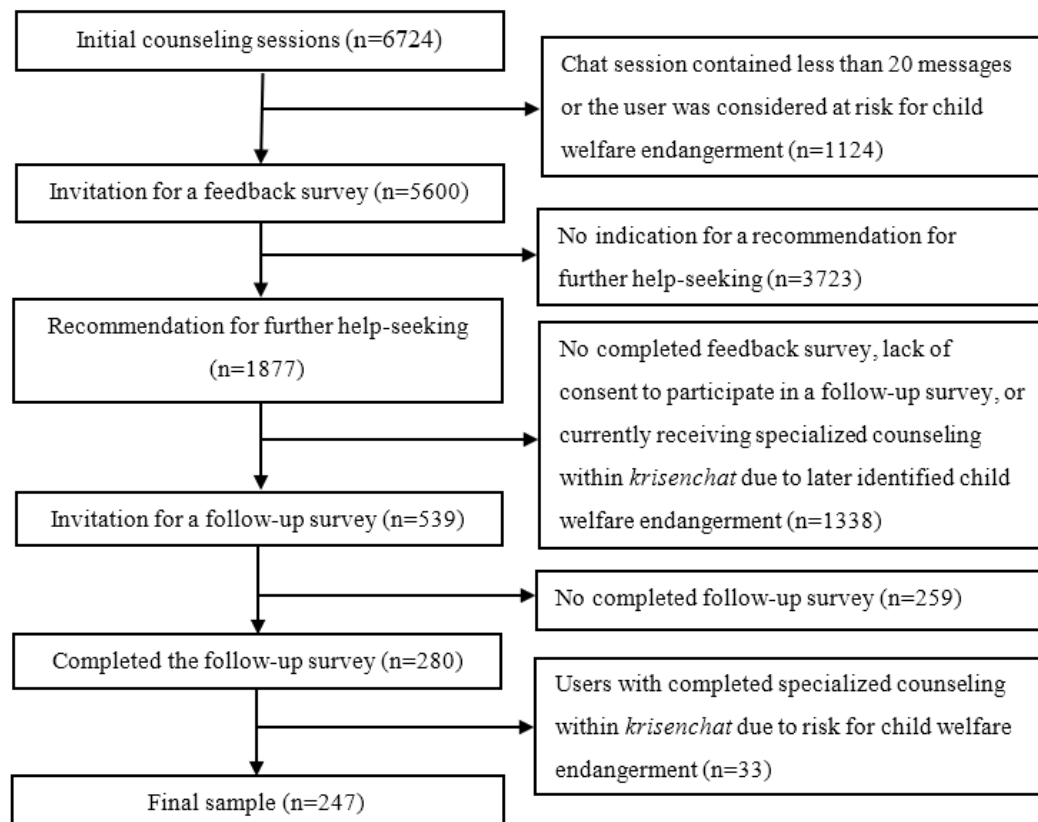 Initial counseling sessions (n=6724)
Chat session contained less than 20 messages
or the user was considered at risk for child
welfare endangerment (n=1124)
Invitation for a feedback survey (n=5600)
No indication for a recommendation for
further help-seeking (n=3723)
Recommendation for further help-seeking
(n=1877)
No completed feedback survey, lack of
consent to participate in a follow-up survey, or
currently receiving specialized counseling
within krisenchat due to later identified child
welfare endangerment (n=1338)
Invitation for a follow-up survey (n=539)
No completed follow-up survey (n=259)
Completed the follow-up survey (n=280)
Users with completed specialized counseling
within krisenchat due to risk for child welfare
endangerment (n=33)
Final sample (n=247)